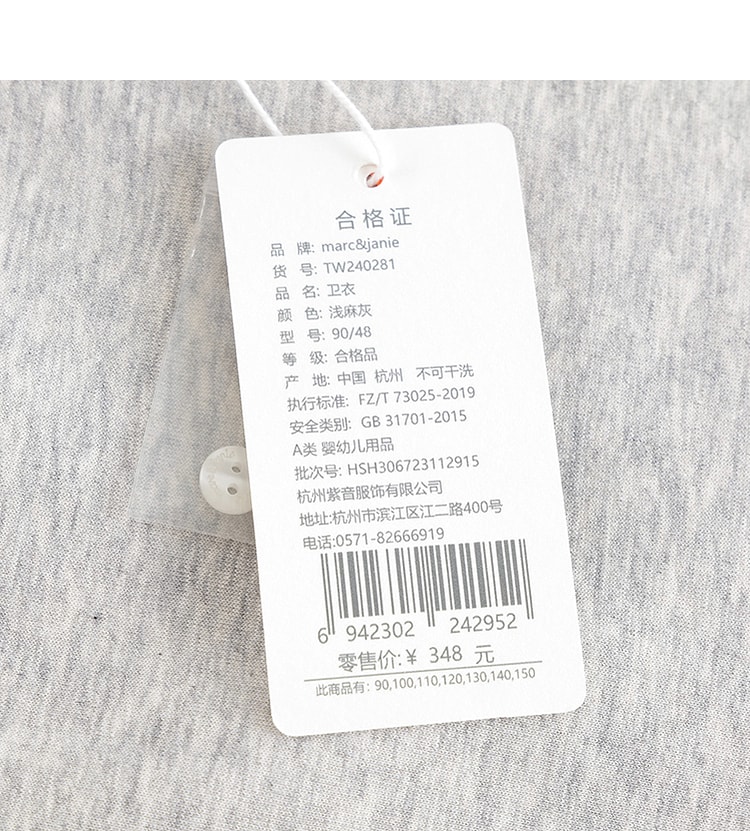 合格证
品 牌: marc&janie
货 号: TW240281
品 名: 卫衣
颜 色: 浅麻灰
型 号: 90/48
等 级: 合格品
产 地: 中国 杭州 不可干洗
执行标准: FZ/T 73025-2019
安全类别: GB 31701-2015
A类 婴幼儿用品
批次号: HSH306723112915
杭州紫音服饰有限公司
地址:杭州市滨江区江二路400号
电话:0571-82666919
6 942302 242952
零售价:¥ 348 元
此商品有: 90,100,110,120,130,140,150